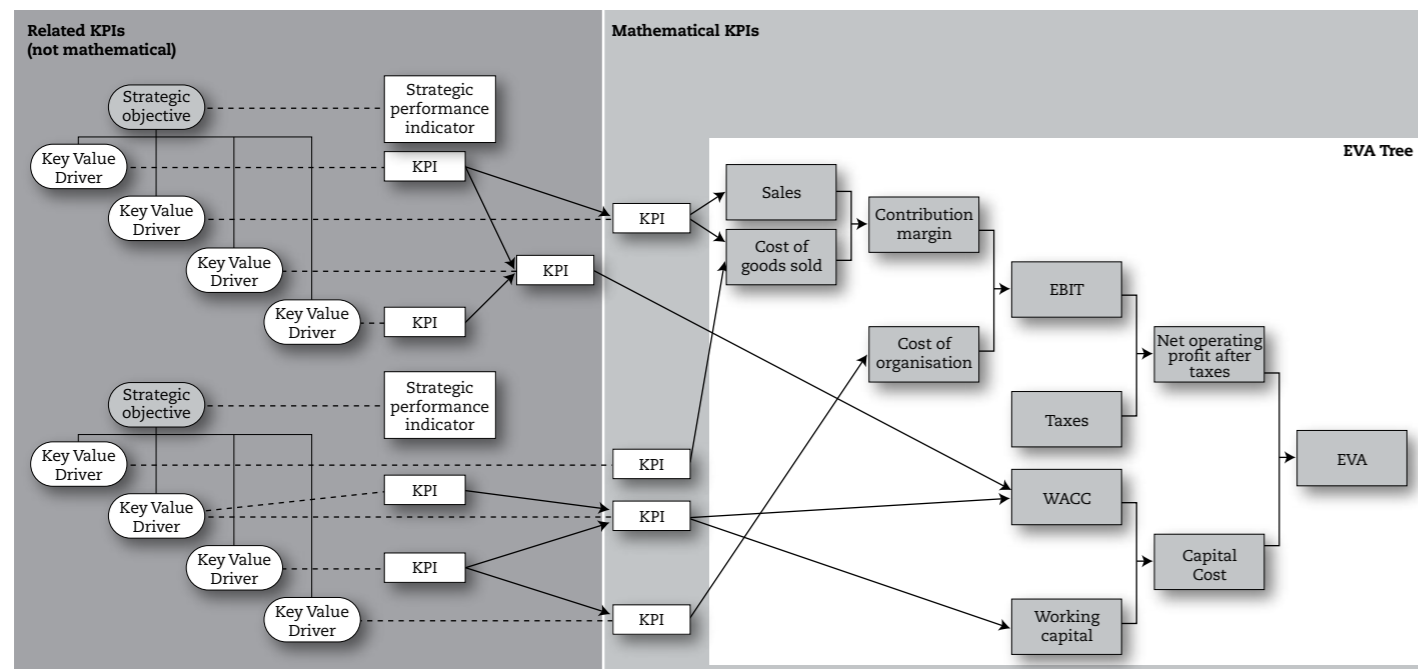 Related KPIs
(not mathematical)
Mathematical KPIs
EVA Tree
Strategic
objective
Strategic
performance
indicator
Key Value
Driver
KPI
Key Value
Driver
KPI
Key Value
Driver
KPI
Key Value
Driver
KPI
Sales
Cost of
goods sold
Contribution
margin
Cost of
organisation
EBIT
Taxes
Net operating
profit after
taxes
Strategic
objective
Strategic
performance
indicator
Key Value
Driver
KPI
Key Value
Driver
KPI
KPI
Key Value
Driver
KPI
Key Value
Driver
KPI
WACC
Working
capital
Capital
Cost
EVA